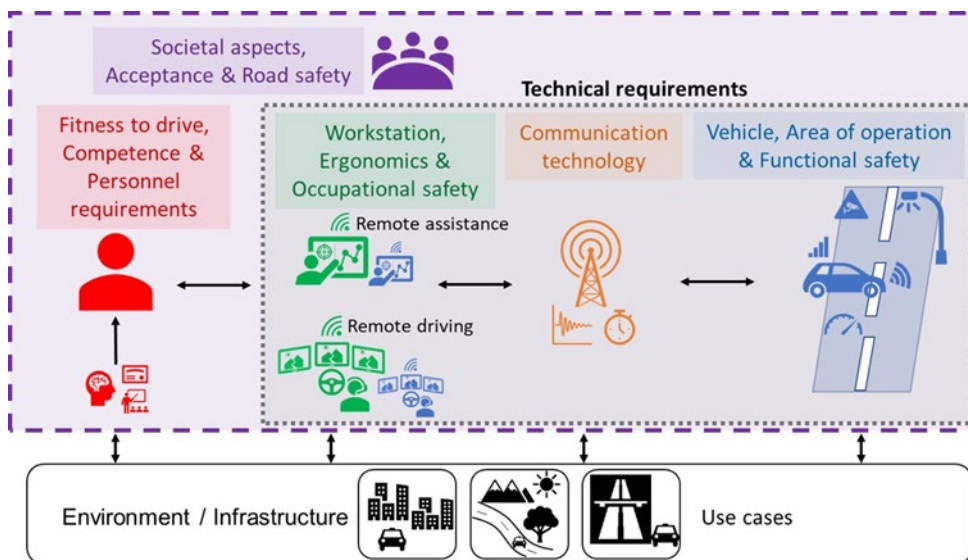 Societal aspects,
Acceptance & Road safety
Technical requirements
Fitness to drive,
Competence &
Personnel
requirements
Workstation,
Ergonomics &
Occupational safety
Communication
technology
Vehicle, Area of operation
& Functional safety
Remote assistance
Remote driving
Environment / Infrastructure
Use cases